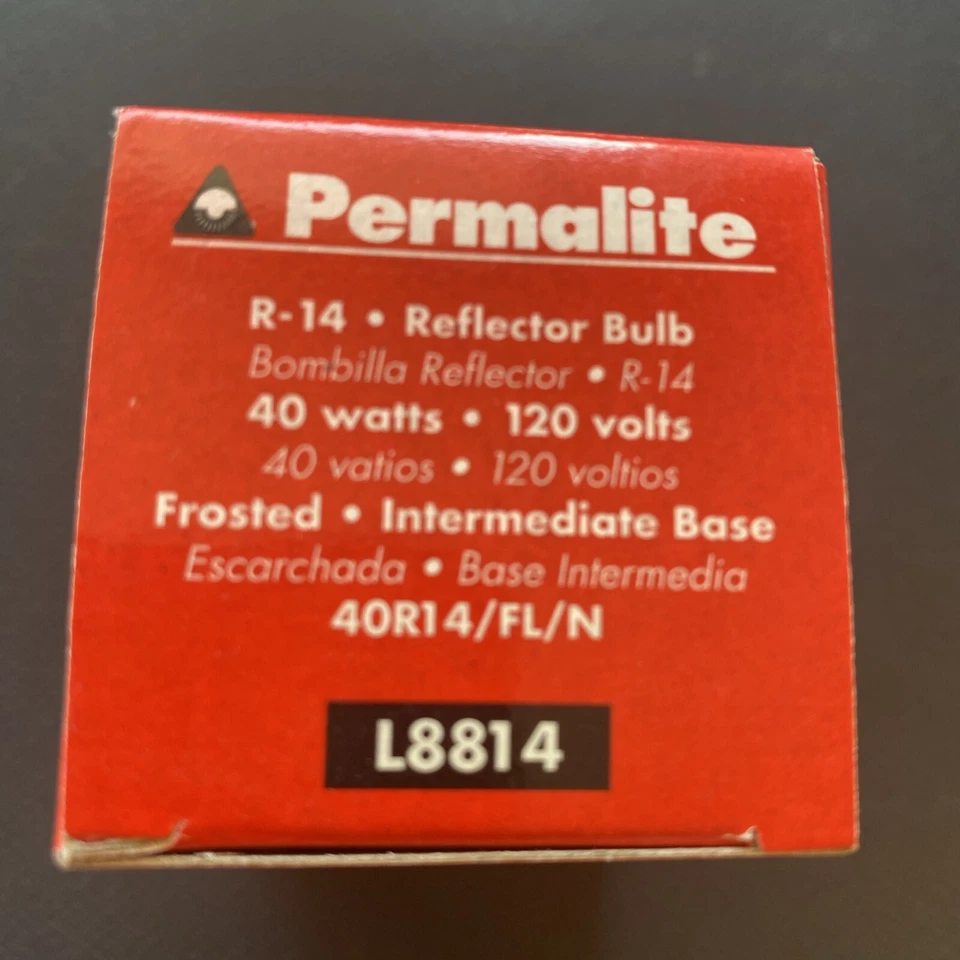 Permalite
R-14 • Reflector Bulb
Bombilla Reflector • R-14
40 watts • 120 volts
40 vatios • 120 voltios
Frosted • Intermediate Base
Escarchada • Base Intermedia
40R14/FL/N
L8814